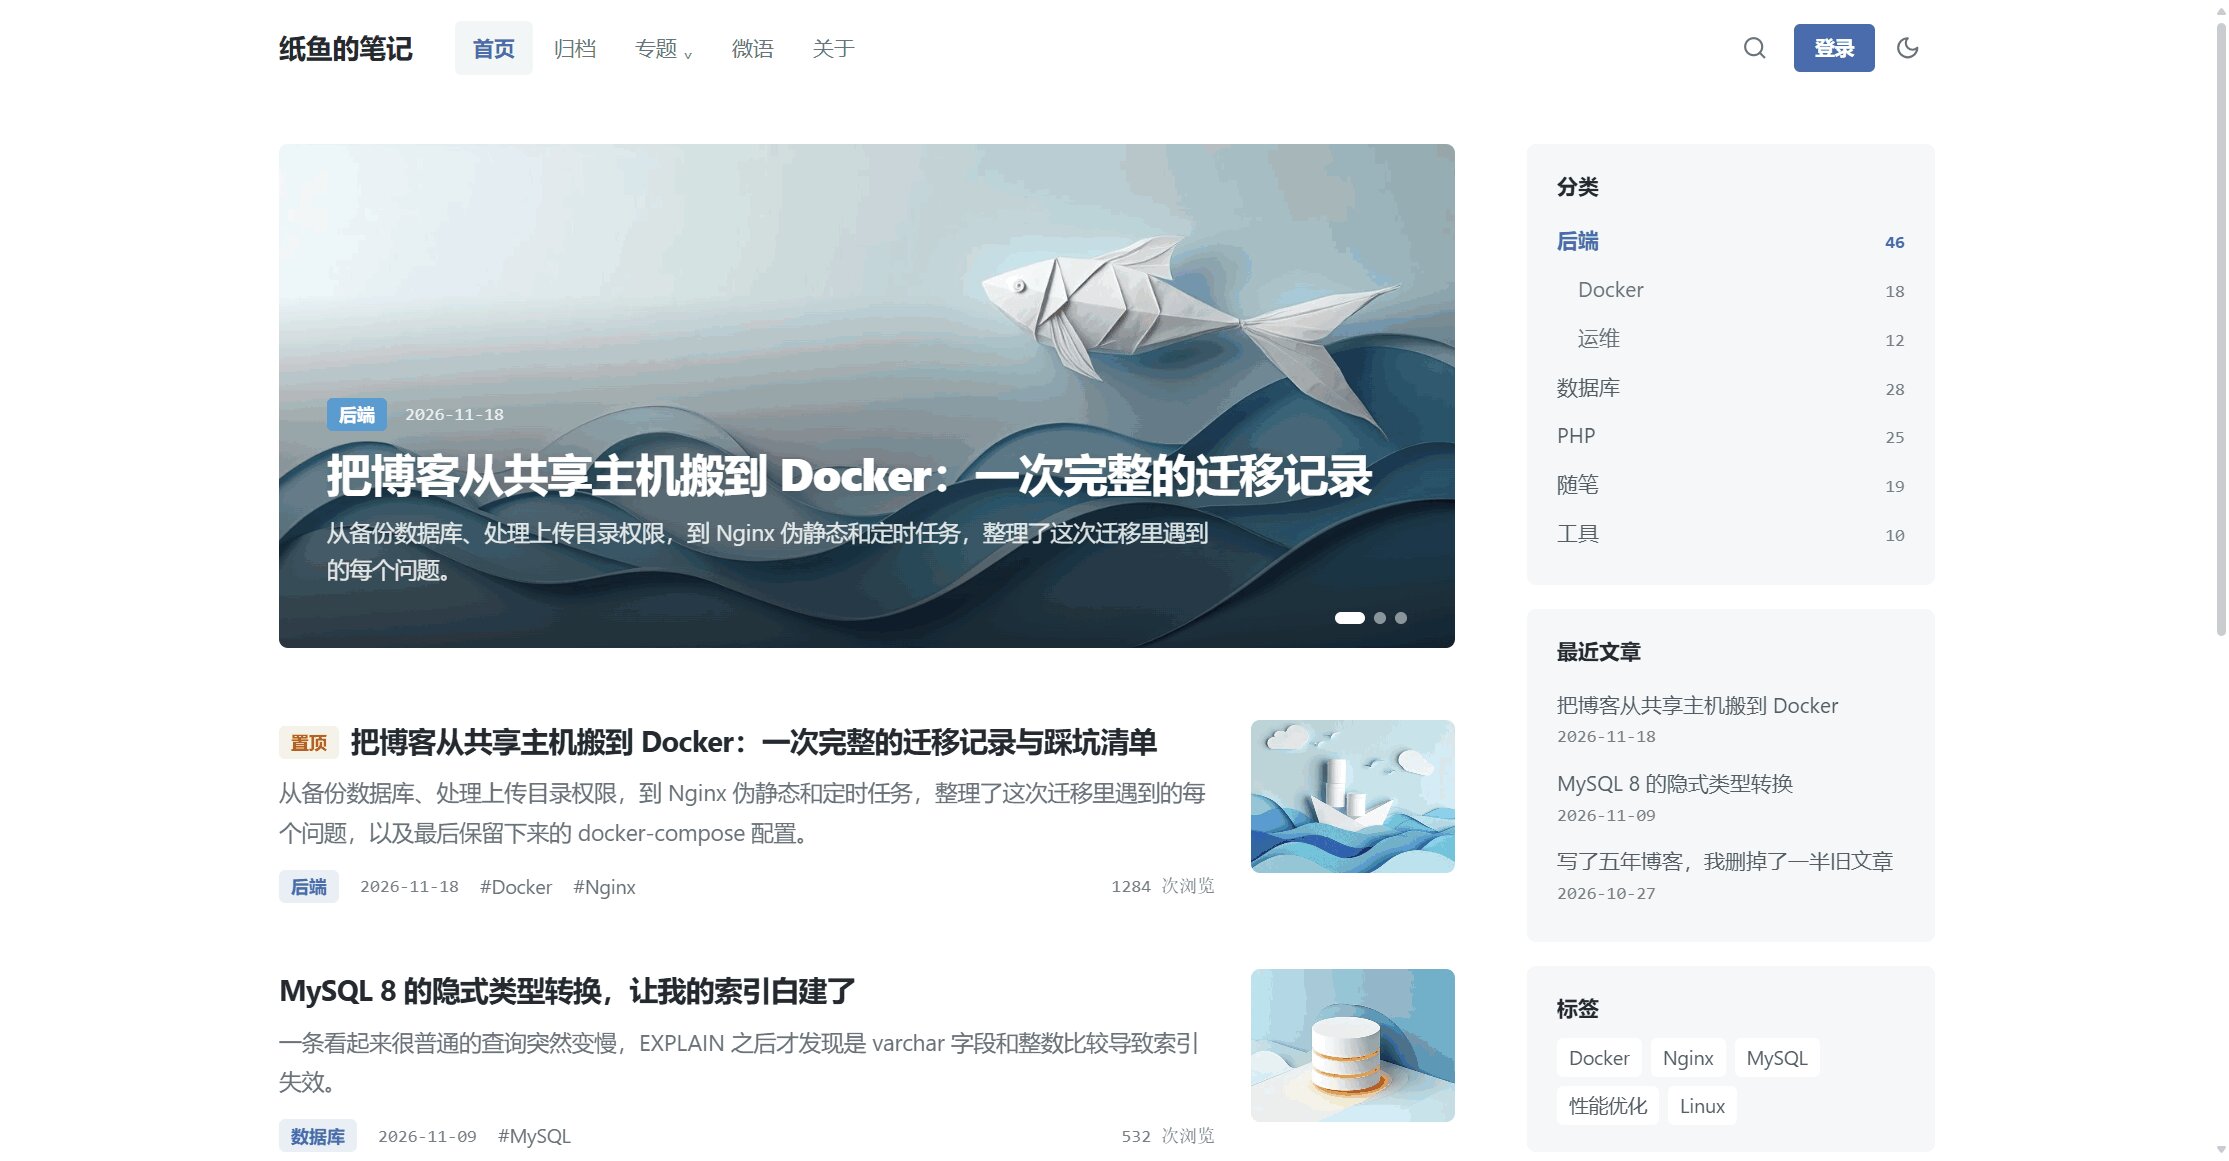 纸鱼的笔记
首页 归档 专题 微语 关于
登录
后端 2026-11-18
把博客从共享主机搬到 Docker：一次完整的迁移记录
从备份数据库、处理上传目录权限，到 Nginx 伪静态和定时任务，整理了这次迁移里遇到
的每个问题。
置顶 把博客从共享主机搬到 Docker：一次完整的迁移记录与踩坑清单
从备份数据库、处理上传目录权限，到 Nginx 伪静态和定时任务，整理了这次迁移里遇到的每
个问题，以及最后保留下来的 docker-compose 配置。
后端 2026-11-18 #Docker #Nginx 1284 次浏览
MySQL 8 的隐式类型转换，让我的索引白建了
一条看起来很普通的查询突然变慢，EXPLAIN 之后才发现是 varchar 字段和整数比较导致索引
失效。
数据库 2026-11-09 #MySQL 532 次浏览
分类
后端 46
Docker 18
运维 12
数据库 28
PHP 25
随笔 19
工具 10
最近文章
把博客从共享主机搬到 Docker
2026-11-18
MySQL 8 的隐式类型转换
2026-11-09
写了五年博客，我删掉了一半旧文章
2026-10-27
标签
Docker Nginx MySQL
性能优化 Linux